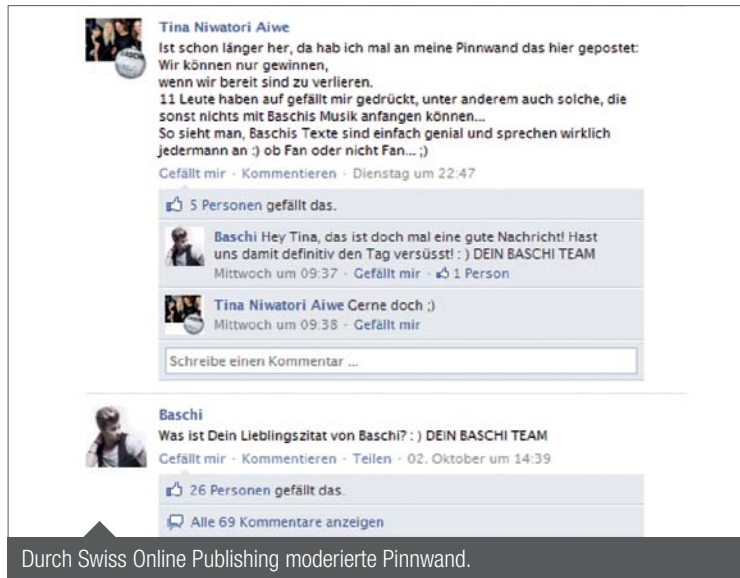 Tina Niwatori Aiwe
Ist schon länger her, da hab ich mal an meine Pinnwand das hier gepostet:
Wir können nur gewinnen,
wenn wir bereit sind zu verlieren.
11 Leute haben auf gefällt mir gedrückt, unter anderem auch solche, die
sonst nichts mit Baschis Musik anfangen können...
So sieht man, Baschis Texte sind einfach genial und sprechen wirklich
jedermann an :) ob Fan oder nicht Fan... ;)
Gefällt mir · Kommentieren · Dienstag um 22:47
5 Personen gefällt das.
Baschi Hey Tina, das ist doch mal eine gute Nachricht! Hast
uns damit definitiv den Tag versüsst! : ) DEIN BASCHI TEAM
Mittwoch um 09:37 · Gefällt mir · 1 Person
Tina Niwatori Aiwe Gerne doch ;)
Mittwoch um 09:38 · Gefällt mir
Schreibe einen Kommentar ...
Baschi
Was ist Dein Lieblingszitat von Baschi? : ) DEIN BASCHI TEAM
Gefällt mir · Kommentieren · Teilen · 02. Oktober um 14:39
26 Personen gefällt das.
Alle 69 Kommentare anzeigen
Durch Swiss Online Publishing moderierte Pinnwand.